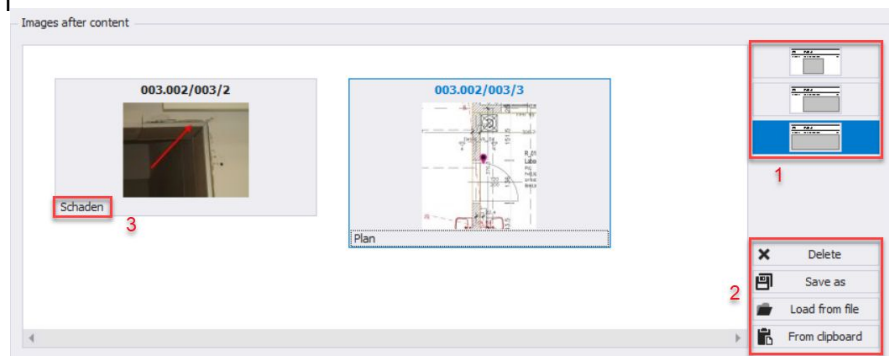 Images after content
003.002/003/2
003.002/003/3
Schaden
3
Plan
1
2
Delete
Save as
Load from file
From clipboard